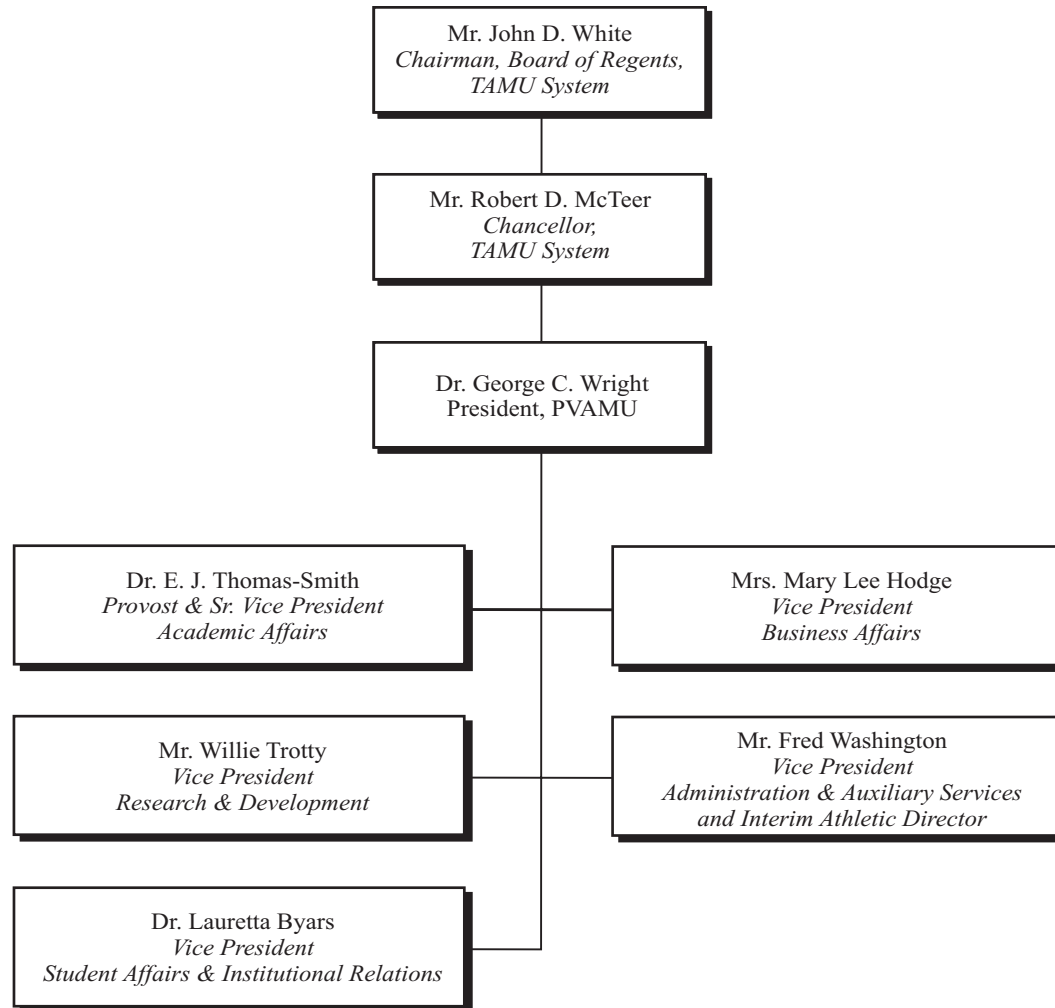 Mr. John D. White
Chairman, Board of Regents,
TAMU System
Mr. Robert D. McTeer
Chancellor,
TAMU System
Dr. George C. Wright
President, PVAMU
Dr. E. J. Thomas-Smith
Provost & Sr. Vice President
Academic Affairs
Mrs. Mary Lee Hodge
Vice President
Business Affairs
Mr. Willie Trotty
Vice President
Research & Development
Mr. Fred Washington
Vice President
Administration & Auxiliary Services
and Interim Athletic Director
Dr. Lauretta Byars
Vice President
Student Affairs & Institutional Relations